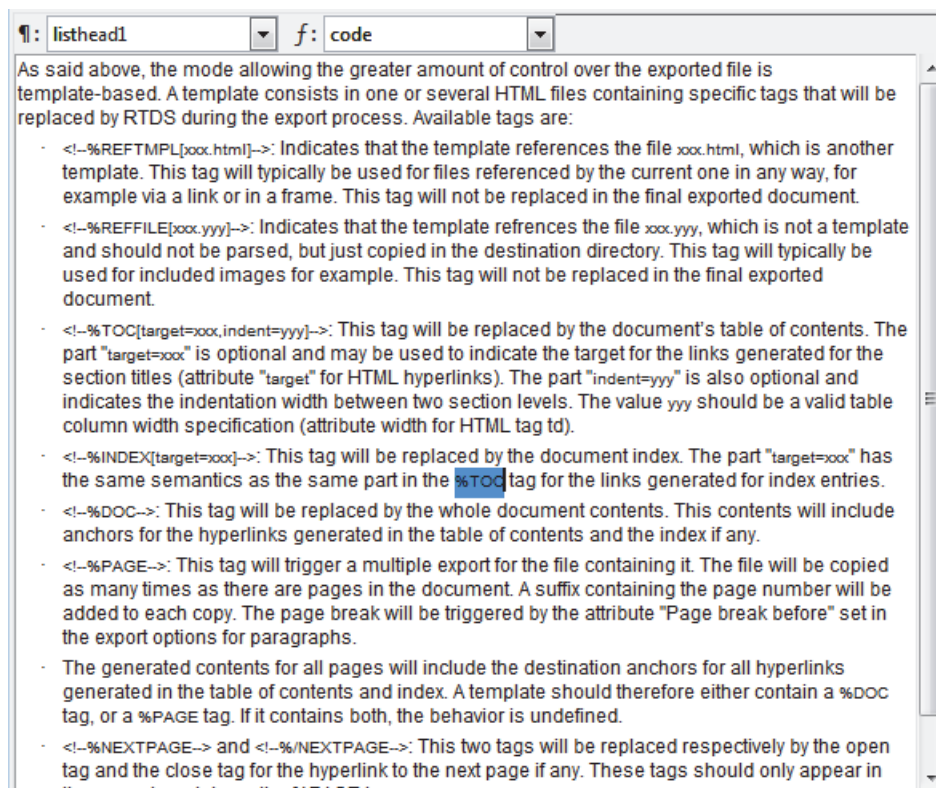 ¶: listhead1 f: code
As said above, the mode allowing the greater amount of control over the exported file is
template-based. A template consists in one or several HTML files containing specific tags that will be
replaced by RTDS during the export process. Available tags are:
· <!--%REFTMPL[xxx.html]-->: Indicates that the template references the file xxx.html, which is another
template. This tag will typically be used for files referenced by the current one in any way, for
example via a link or in a frame. This tag will not be replaced in the final exported document.
· <!--%REFFILE[xxx.yyy]-->: Indicates that the template refrences the file xxx.yyy, which is not a template
and should not be parsed, but just copied in the destination directory. This tag will typically be
used for included images for example. This tag will not be replaced in the final exported
document.
· <!--%TOC[target=xxx,indent=yyy]-->: This tag will be replaced by the document's table of contents. The
part "target=xxx" is optional and may be used to indicate the target for the links generated for the
section titles (attribute "target" for HTML hyperlinks). The part "indent=yyy" is also optional and
indicates the indentation width between two section levels. The value yyy should be a valid table
column width specification (attribute width for HTML tag td).
· <!--%INDEX[target=xxx]-->: This tag will be replaced by the document index. The part "target=xxx" has
the same semantics as the same part in the %TOC tag for the links generated for index entries.
· <!--%DOC-->: This tag will be replaced by the whole document contents. This contents will include
anchors for the hyperlinks generated in the table of contents and the index if any.
· <!--%PAGE-->: This tag will trigger a multiple export for the file containing it. The file will be copied
as many times as there are pages in the document. A suffix containing the page number will be
added to each copy. The page break will be triggered by the attribute "Page break before" set in
the export options for paragraphs.
· The generated contents for all pages will include the destination anchors for all hyperlinks
generated in the table of contents and index. A template should therefore either contain a %DOC
tag, or a %PAGE tag. If it contains both, the behavior is undefined.
· <!--%NEXTPAGE--> and <!--%/NEXTPAGE-->: This two tags will be replaced respectively by the open
tag and the close tag for the hyperlink to the next page if any. These tags should only appear in